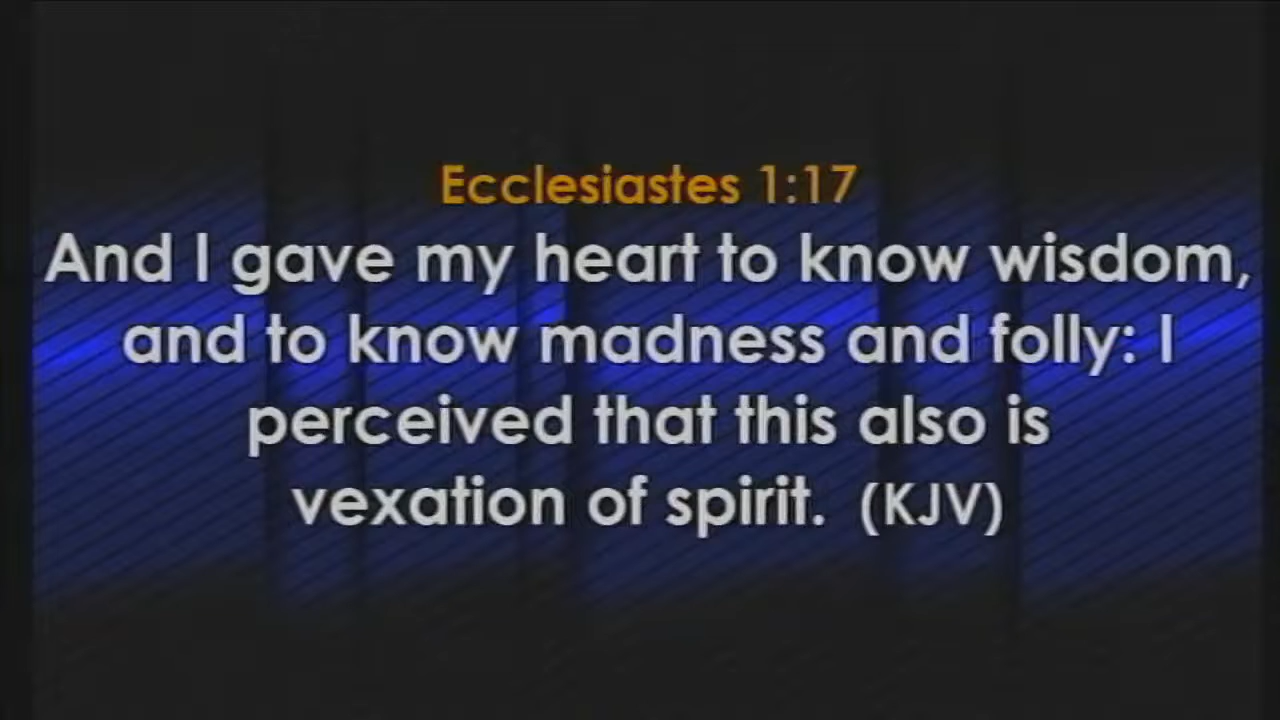 Ecclesiastes 1:17
And I gave my heart to know wisdom,
and to know madness and folly: I
perceived that this also is
vexation of spirit. (KJV)